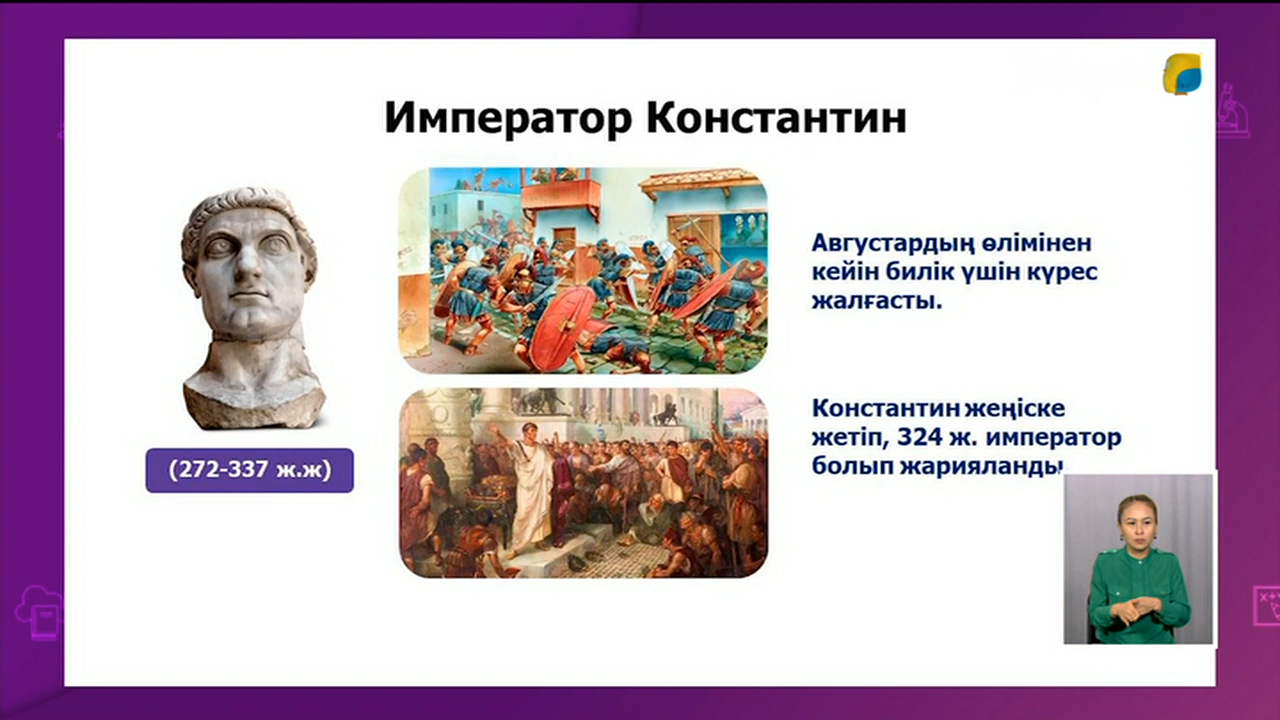 Император Константин
Августардың өлімінен
кейін билік үшін күрес
жалғасты.
Константин жеңіске
жетіп, 324 ж. император
болып жарияланды
(272-337 ж.ж)